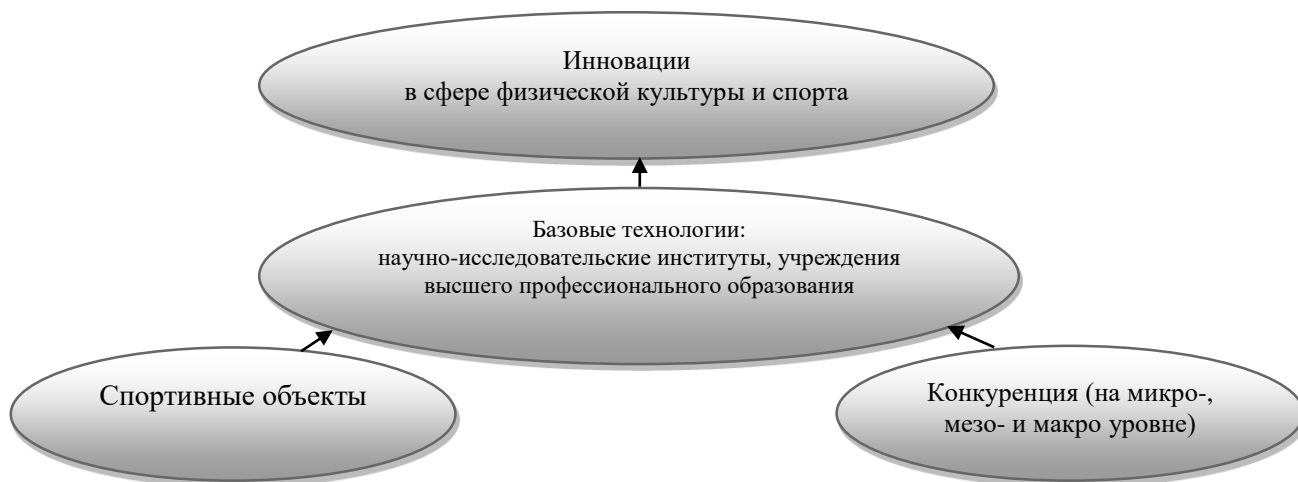 Инновации
в сфере физической культуры и спорта
Базовые технологии:
научно-исследовательские институты, учреждения
высшего профессионального образования
Спортивные объекты
Конкуренция (на микро-,
мезо- и макро уровне)